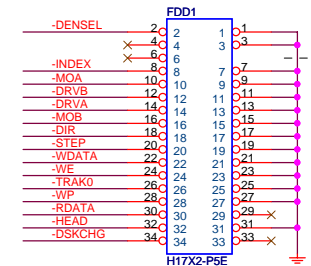 FDD1
-DENSEL 2 2 1 1
4 4 3 3
6 6
-INDEX 8 8 7 7
-MOA 10 10 9 9
-DRVB 12 12 11 11
-DRVA 14 14 13 13
-MOB 16 16 15 15
-DIR 18 18 17 17
-STEP 20 20 19 19
-WDATA 22 22 21 21
-WE 24 24 23 23
-TRAK0 26 26 25 25
-WP 28 28 27 27
-RDATA 30 30 29 29
-HEAD 32 32 31 31
-DSKCHG 34 34 33 33
H17X2-P5E